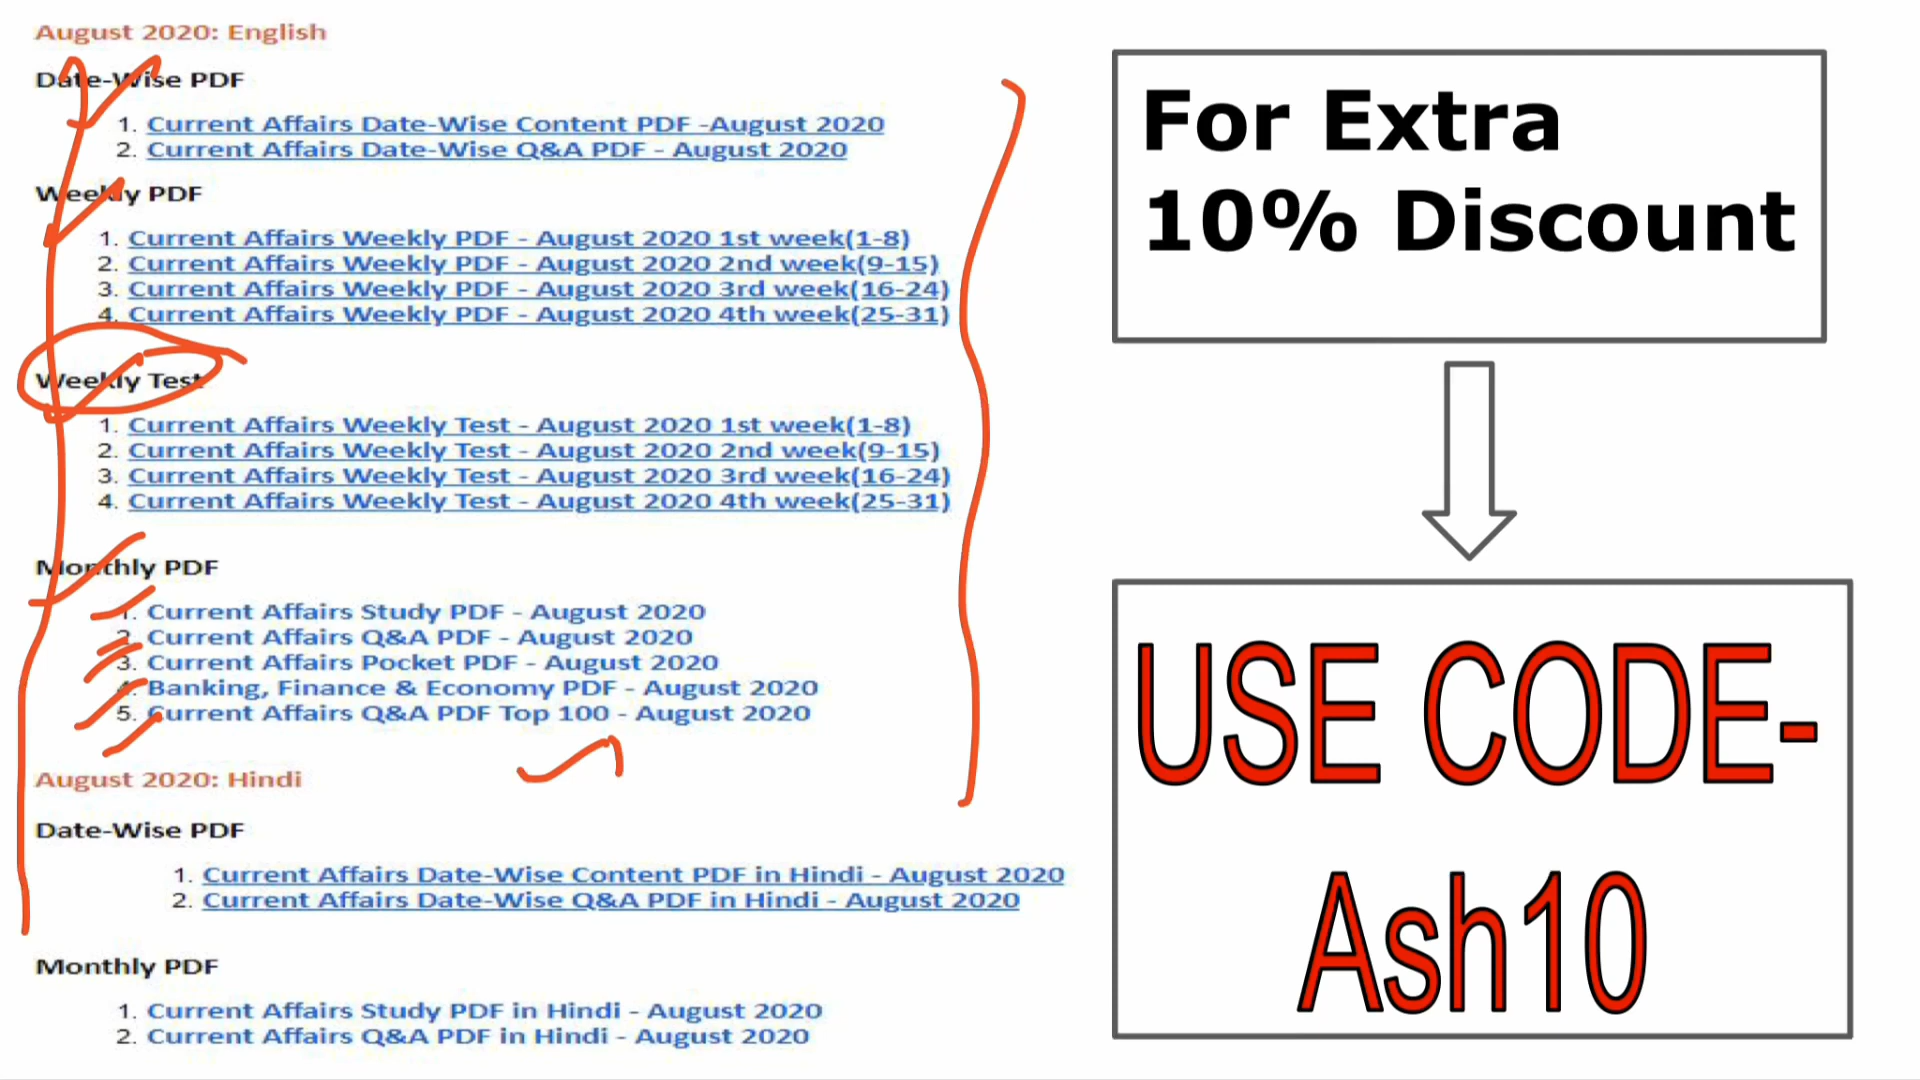 August 2020: English
Date-Wise PDF
1. Current Affairs Date-Wise Content PDF -August 2020
2. Current Affairs Date-Wise Q&A PDF - August 2020
Weekly PDF
1. Current Affairs Weekly PDF - August 2020 1st week(1-8)
2. Current Affairs Weekly PDF - August 2020 2nd week(9-15)
3. Current Affairs Weekly PDF - August 2020 3rd week(16-24)
4. Current Affairs Weekly PDF - August 2020 4th week(25-31)
Weekly Test
1. Current Affairs Weekly Test - August 2020 1st week(1-8)
2. Current Affairs Weekly Test - August 2020 2nd week(9-15)
3. Current Affairs Weekly Test - August 2020 3rd week(16-24)
4. Current Affairs Weekly Test - August 2020 4th week(25-31)
Monthly PDF
1. Current Affairs Study PDF - August 2020
2. Current Affairs Q&A PDF - August 2020
3. Current Affairs Pocket PDF - August 2020
4. Banking, Finance & Economy PDF - August 2020
5. Current Affairs Q&A PDF Top 100 - August 2020
August 2020: Hindi
Date-Wise PDF
1. Current Affairs Date-Wise Content PDF in Hindi - August 2020
2. Current Affairs Date-Wise Q&A PDF in Hindi - August 2020
Monthly PDF
1. Current Affairs Study PDF in Hindi - August 2020
2. Current Affairs Q&A PDF in Hindi - August 2020
For Extra
10% Discount
USE CODE-
Ash10